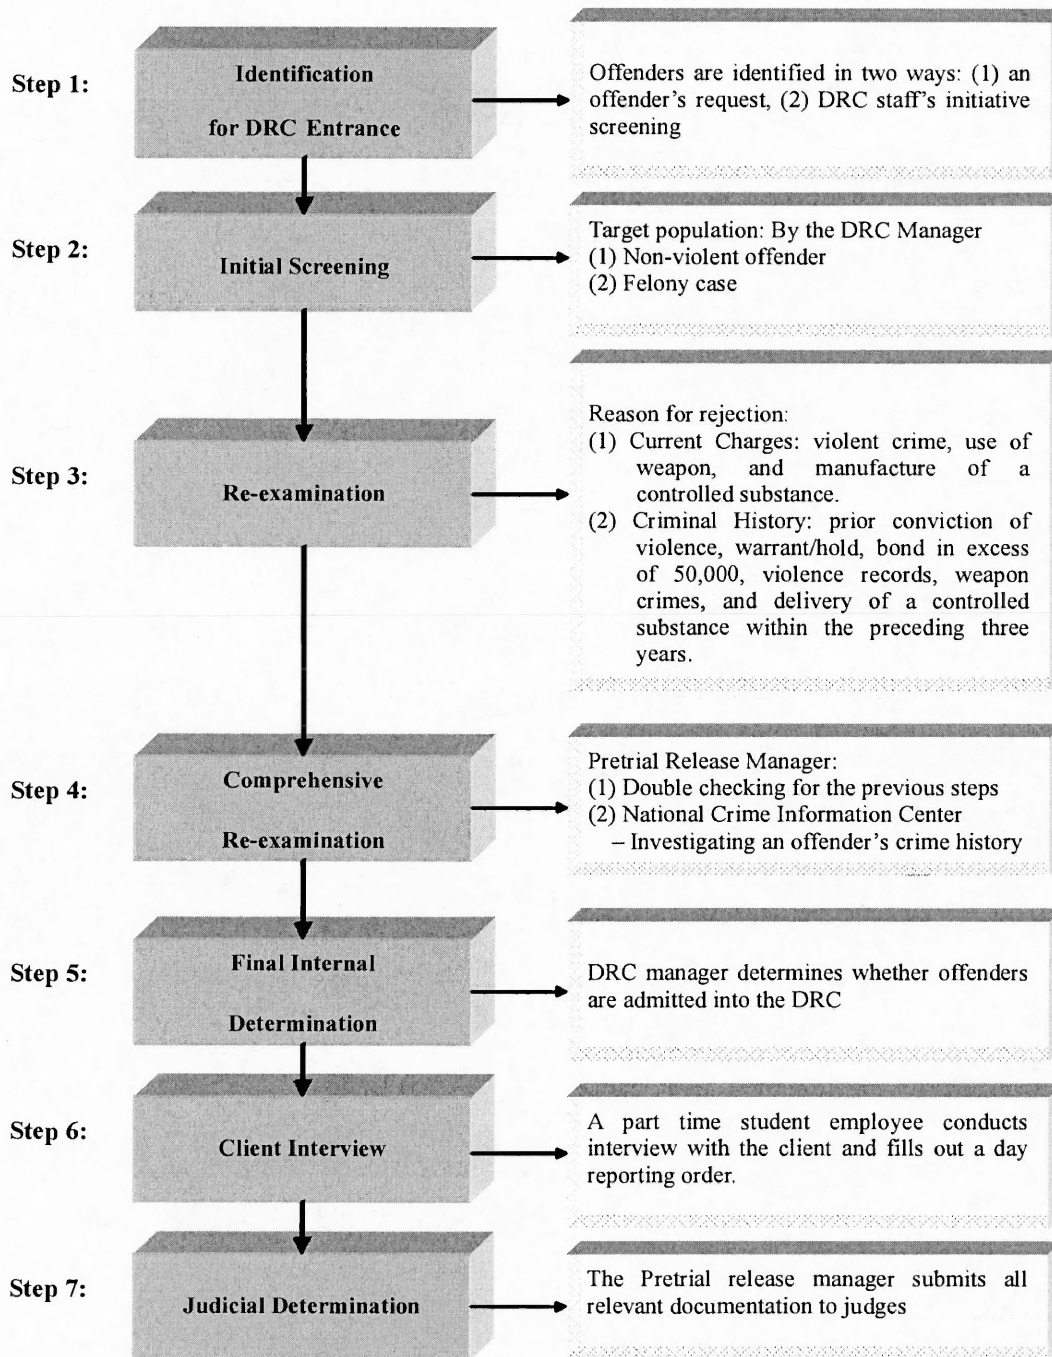 Step 1:
Identification
for DRC Entrance
Offenders are identified in two ways: (1) an
offender's request, (2) DRC staff's initiative
screening
Step 2:
Initial Screening
Target population: By the DRC Manager
(1) Non-violent offender
(2) Felony case
Step 3:
Re-examination
Reason for rejection:
(1) Current Charges: violent crime, use of
weapon, and manufacture of a
controlled substance.
(2) Criminal History: prior conviction of
violence, warrant/hold, bond in excess
of 50,000, violence records, weapon
crimes, and delivery of a controlled
substance within the preceding three
years.
Step 4:
Comprehensive
Re-examination
Pretrial Release Manager:
(1) Double checking for the previous steps
(2) National Crime Information Center
– Investigating an offender's crime history
Step 5:
Final Internal
Determination
DRC manager determines whether offenders
are admitted into the DRC
Step 6:
Client Interview
A part time student employee conducts
interview with the client and fills out a day
reporting order.
Step 7:
Judicial Determination
The Pretrial release manager submits all
relevant documentation to judges